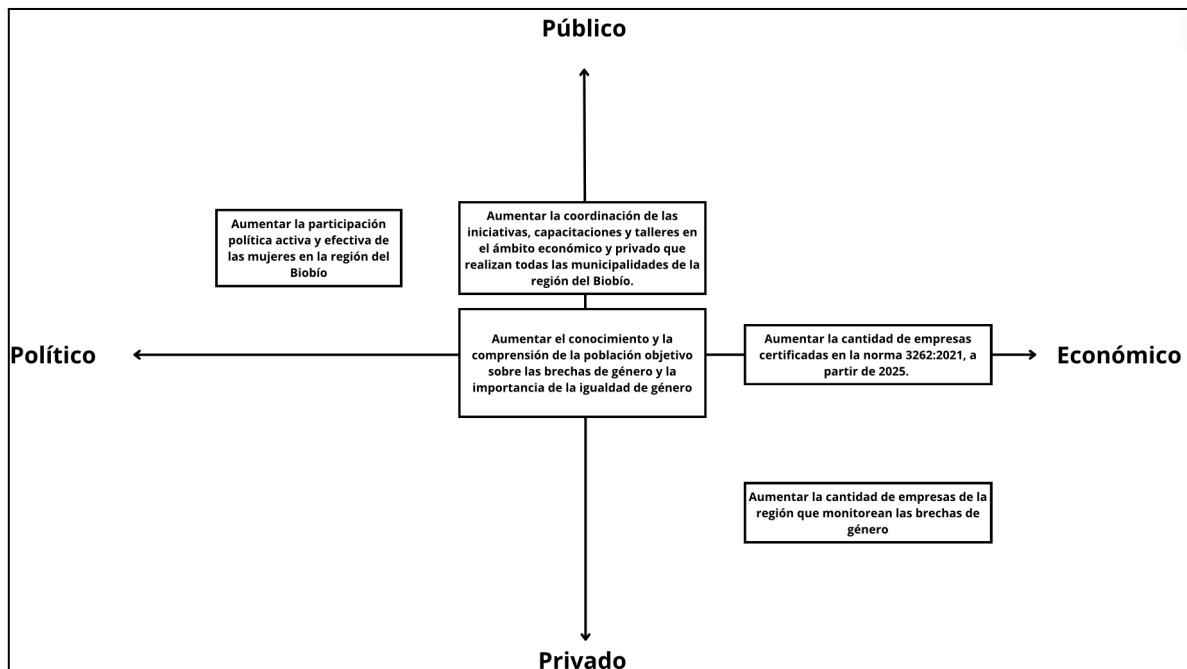 Público
Aumentar la participación
política activa y efectiva de
las mujeres en la región del
Biobío
Aumentar la coordinación de las
iniciativas, capacitaciones y talleres en
el ámbito económico y privado que
realizan todas las municipalidades de la
región del Biobío.
Político
Aumentar el conocimiento y la
comprensión de la población objetivo
sobre las brechas de género y la
importancia de la igualdad de género
Aumentar la cantidad de empresas
certificadas en la norma 3262:2021, a
partir de 2025.
Económico
Aumentar la cantidad de empresas de la
región que monitorean las brechas de
género
Privado